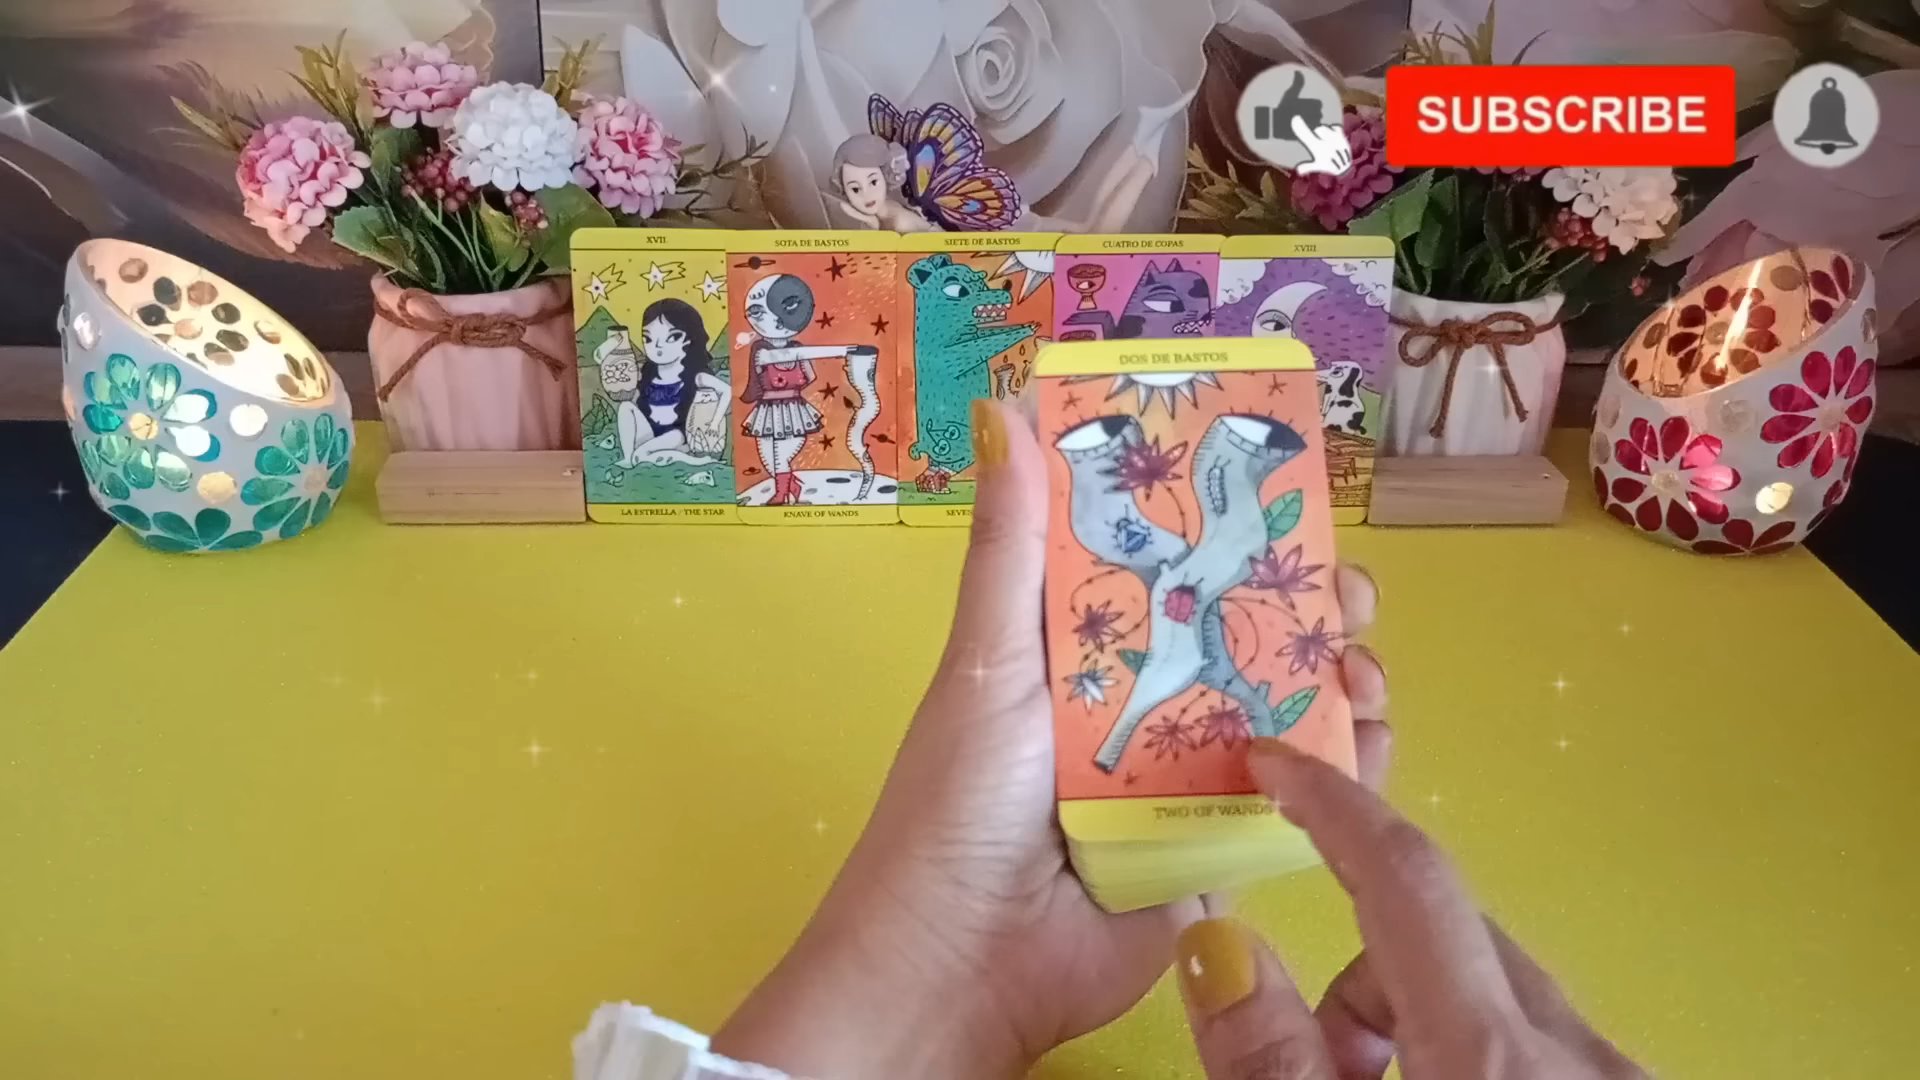 SUBSCRIBE
XVII.
SOTA DE BASTOS
SIETE DE BASTOS
CUATRO DE COPAS
XVIII.
DOS DE BASTOS
LA ESTRELLA / THE STAR
KNAVE OF WANDS
TWO OF WANDS